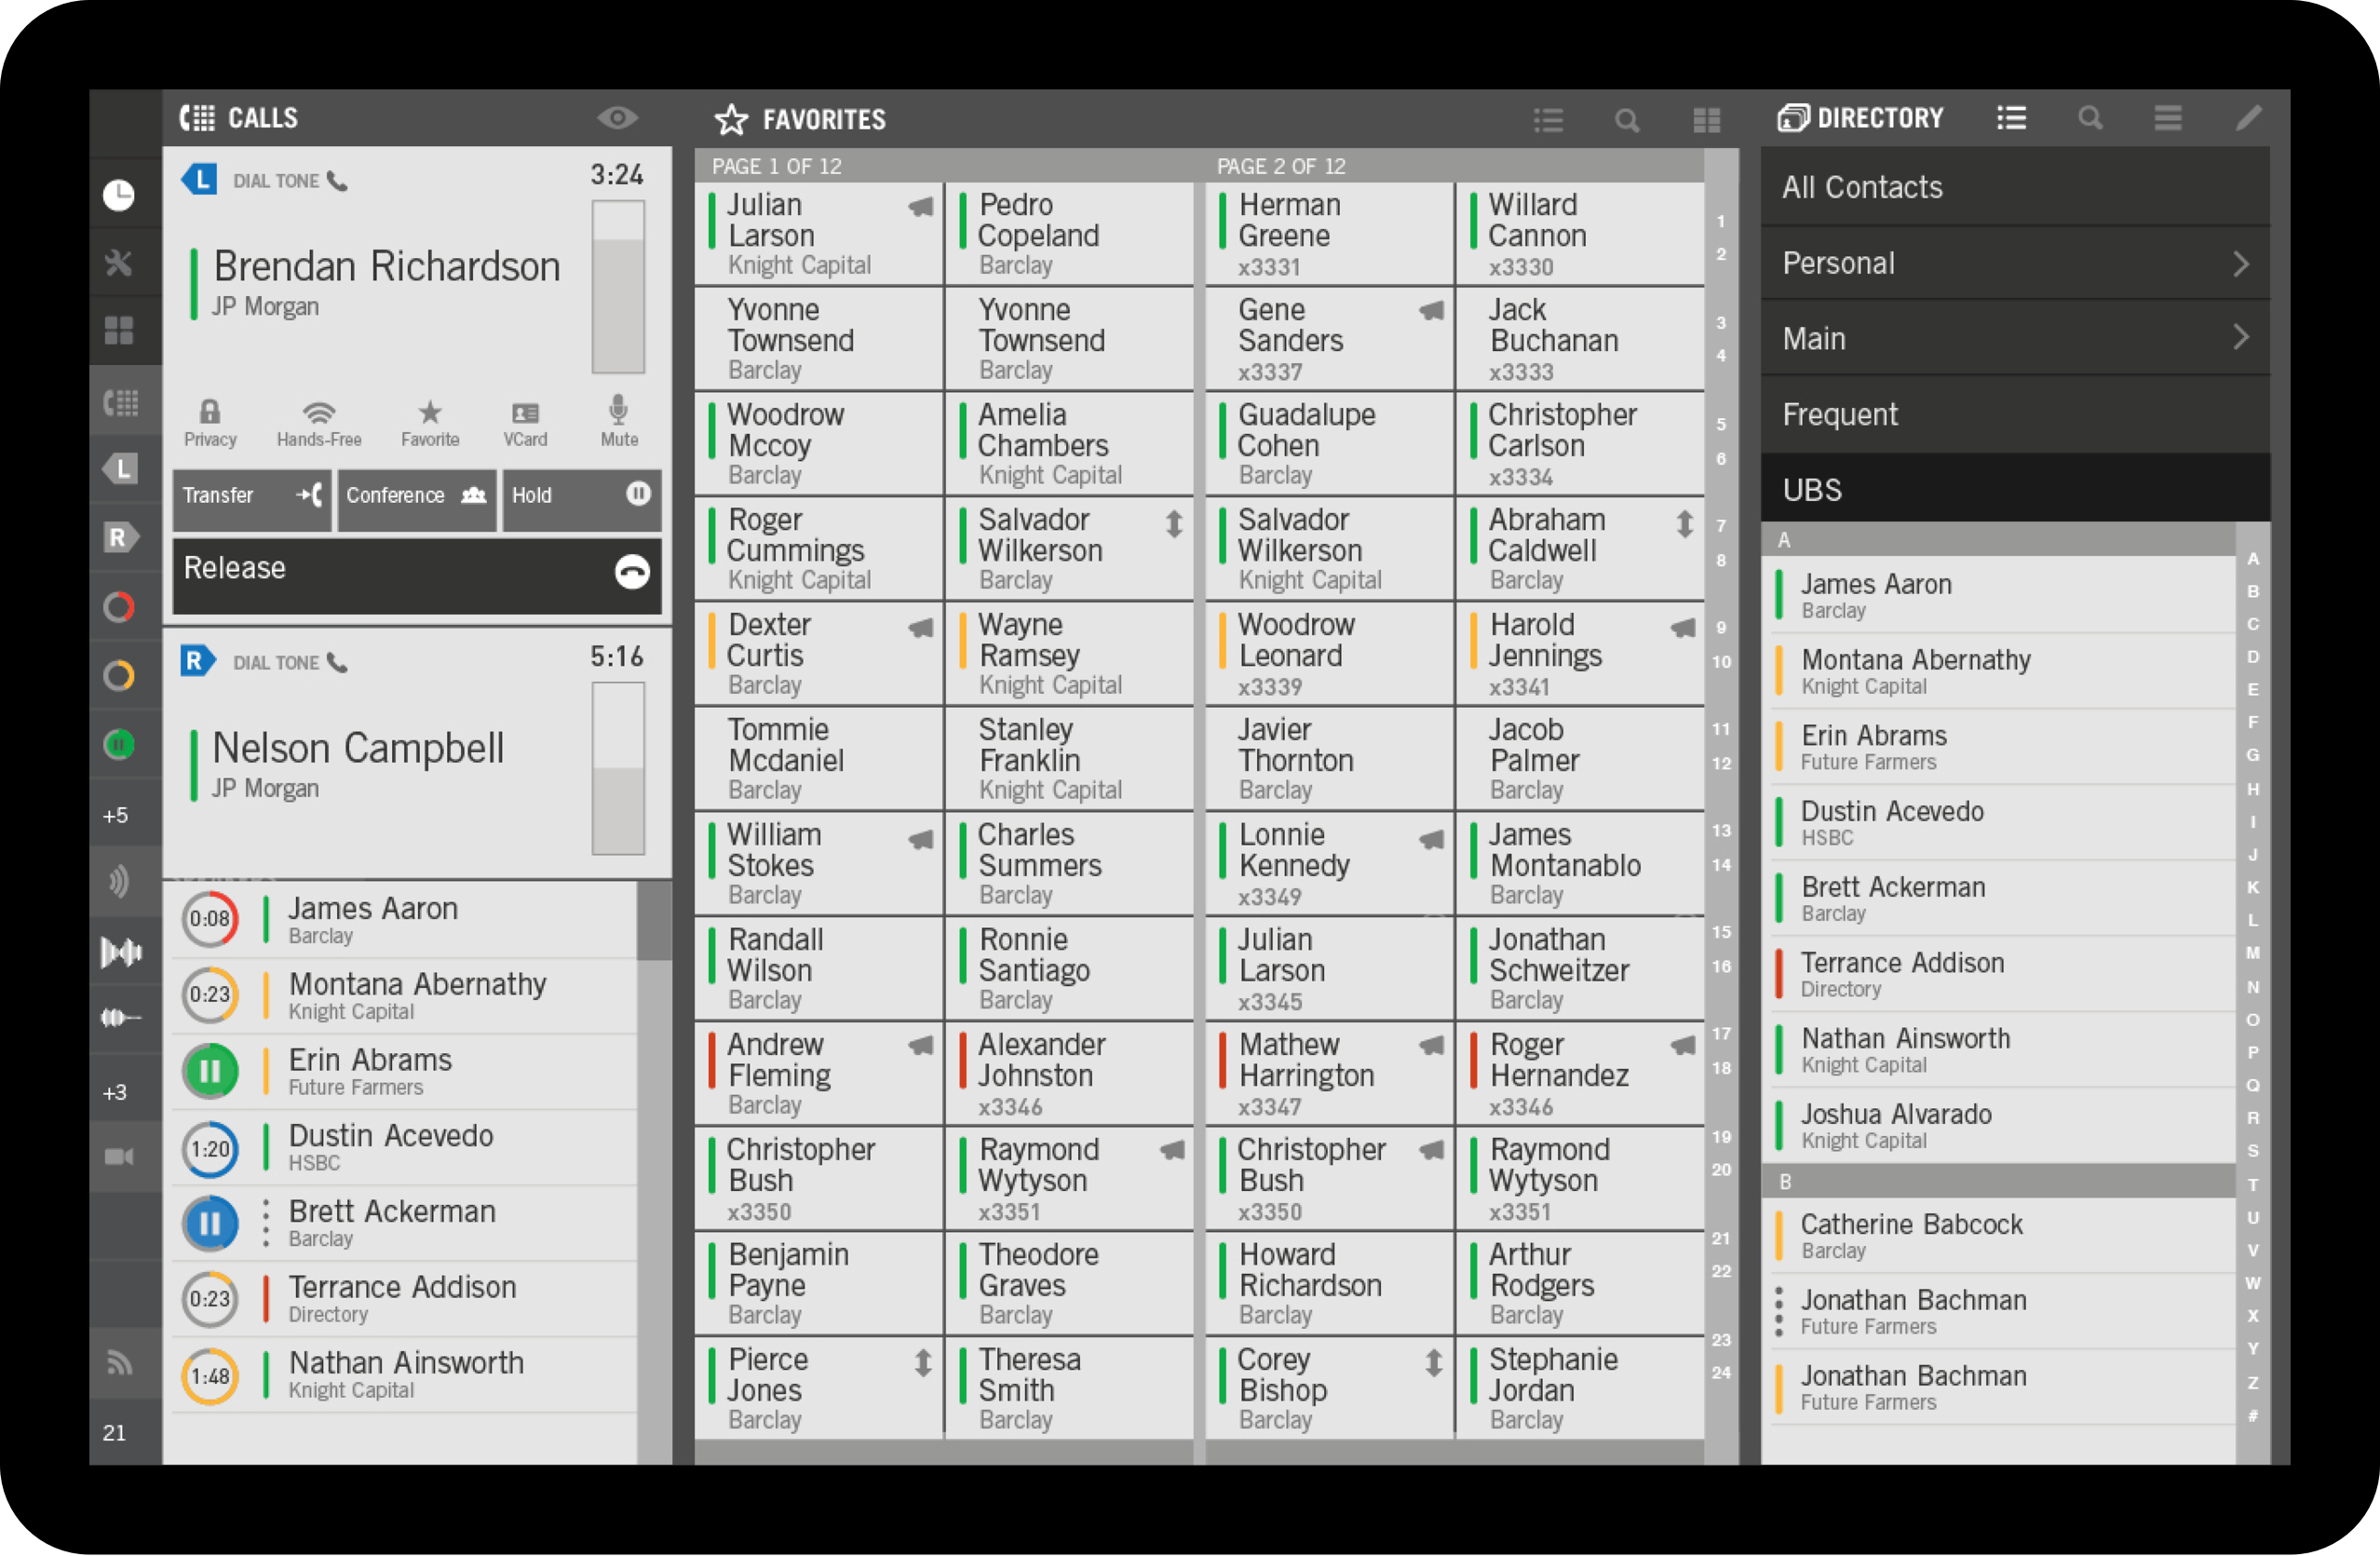 CALLS
L DIAL TONE 3:24
Brendan Richardson
JP Morgan
Privacy Hands-Free Favorite VCard Mute
Transfer Conference Hold
Release
R DIAL TONE 5:16
Nelson Campbell
JP Morgan
0:08 James Aaron
Barclay
0:23 Montana Abernathy
Knight Capital
Erin Abrams
Future Farmers
1:20 Dustin Acevedo
HSBC
Brett Ackerman
Barclay
0:23 Terrance Addison
Directory
1:48 Nathan Ainsworth
Knight Capital
L
R
+5
+3
21
FAVORITES
PAGE 1 OF 12 PAGE 2 OF 12
Julian Pedro Herman Willard
Larson Copeland Greene Cannon
Knight Capital Barclay x3331 x3330
Yvonne Yvonne Gene Jack
Townsend Townsend Sanders Buchanan
Barclay Barclay x3337 x3333
Woodrow Amelia Guadalupe Christopher
Mccoy Chambers Cohen Carlson
Barclay Knight Capital Barclay x3334
Roger Salvador Salvador Abraham
Cummings Wilkerson Wilkerson Caldwell
Knight Capital Barclay Knight Capital Barclay
Dexter Wayne Woodrow Harold
Curtis Ramsey Leonard Jennings
Barclay Knight Capital x3339 x3341
Tommie Stanley Javier Jacob
Mcdaniel Franklin Thornton Palmer
Barclay Knight Capital Barclay Barclay
William Charles Lonnie James
Stokes Summers Kennedy Montanablo
Barclay Barclay x3349 Barclay
Randall Ronnie Julian Jonathan
Wilson Santiago Larson Schweitzer
Barclay Barclay x3345 Barclay
Andrew Alexander Mathew Roger
Fleming Johnston Harrington Hernandez
Barclay x3346 x3347 x3346
Christopher Raymond Christopher Raymond
Bush Wytyson Bush Wytyson
x3350 x3351 x3350 x3351
Benjamin Theodore Howard Arthur
Payne Graves Richardson Rodgers
Barclay Barclay Barclay Barclay
Pierce Theresa Corey Stephanie
Jones Smith Bishop Jordan
Barclay Barclay Barclay Barclay
1
2
3
4
5
6
7
8
9
10
11
12
13
14
15
16
17
18
19
20
21
22
23
24
DIRECTORY
All Contacts
Personal
Main
Frequent
UBS
A
James Aaron
Barclay
Montana Abernathy
Knight Capital
Erin Abrams
Future Farmers
Dustin Acevedo
HSBC
Brett Ackerman
Barclay
Terrance Addison
Directory
Nathan Ainsworth
Knight Capital
Joshua Alvarado
Knight Capital
B
Catherine Babcock
Barclay
Jonathan Bachman
Future Farmers
Jonathan Bachman
Future Farmers
A
B
C
D
E
F
G
H
I
J
K
L
M
N
O
P
Q
R
S
T
U
V
W
X
Y
Z
#